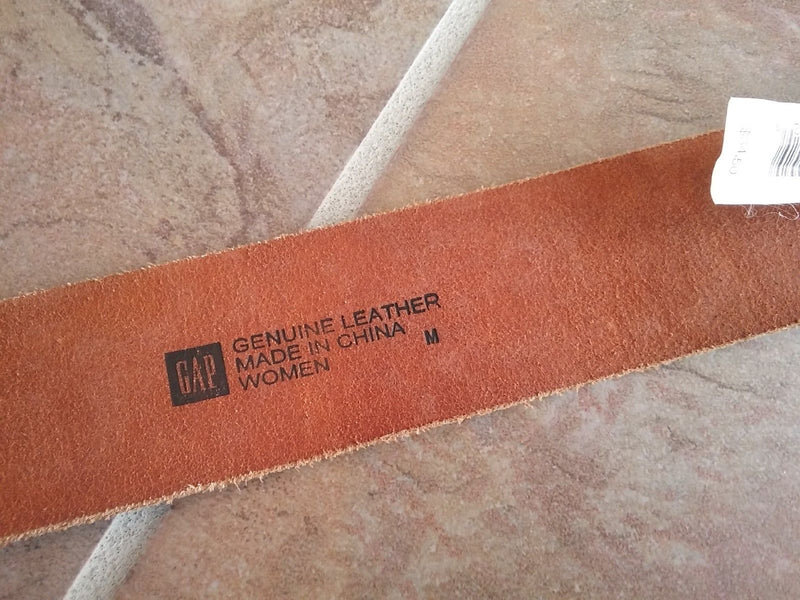 GAP
GENUINE LEATHER
MADE IN CHINA
WOMEN
M